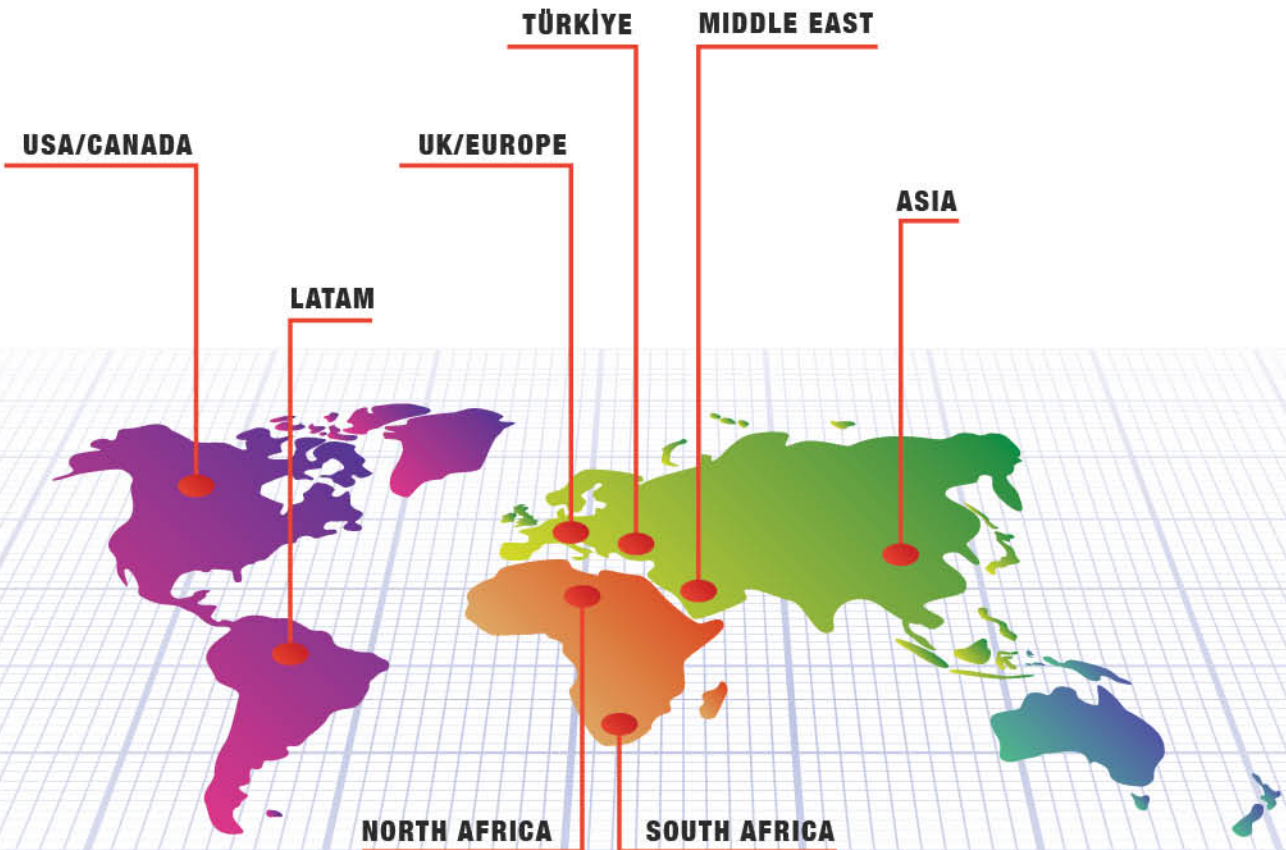 TÜRKİYE
MIDDLE EAST
USA/CANADA
UK/EUROPE
ASIA
LATAM
NORTH AFRICA
SOUTH AFRICA